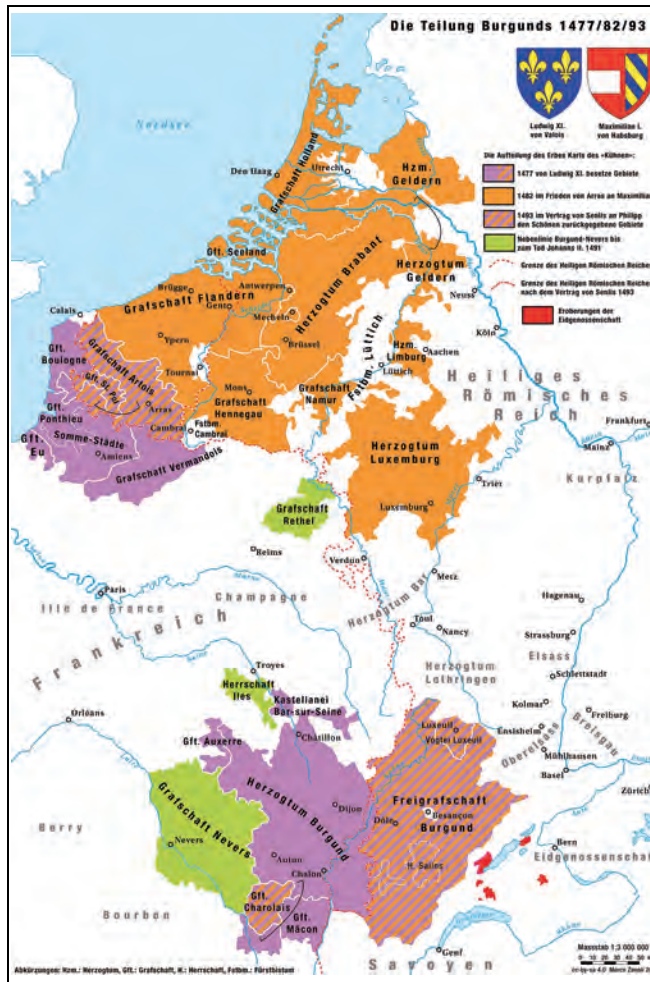 Die Teilung Burgunds 1477/82/93
Ludwig XI.
von Valois
Maximilian I.
von Habsburg
Die Aufteilung des Erbes Karls des «Kühnen»:
1477 von Ludwig XI. besetze Gebiete
1482 im Frieden von Arras an Maximilia
1493 im Vertrag von Senlis an Philipp
den Schönen zurückgegebene Gebiete
Nebenlinie Burgund-Nevers bis
zum Tod Johanns II. 1491
Grenze des Heiligen Römischen Reiches
Grenze des Heiligen Römischen Reiches
nach dem Vertrag von Senlis 1493
Eroberungen der
Eidgenossenschaft
Nordsee
Grafschaft Holland
Den Haag
Utrecht
Hzm.
Geldern
Gft. Seeland
Herzogtum Brabant
Herzogtum
Geldern
Brügge
Antwerpen
Grafschaft Flandern
Gent
Mecheln
Neuss
Calais
Ypern
Brüssel
Köln
Gft.
Boulogne
Grafschaft Artois
Gft. St. Pol
Tournai
Fstbm. Lüttich
Hzm.
Limburg
Aachen
Lüttich
Heiliges
Römisches
Reich
Arras
Mons
Grafschaft
Hennegau
Grafschaft
Namur
Gft.
Ponthieu
Cambrai
Fstbm.
Cambrai
Gft.
Eu
Somme-Städte
Amiens
Grafschaft Vermandois
Herzogtum
Luxemburg
Frankfurt
Mainz
Kurpfalz
Trier
Luxemburg
Grafschaft
Rethel
Reims
Verdun
Metz
Herzogtum Bar
Paris
Ille de France
Champagne
Marne
Maas
Hagenau
Toul
Nancy
Strassburg
Frankreich
Seine
Elsass
Troyes
Herzogtum
Lothringen
Schlettstadt
Herrschaft
Iles
Kastellanei
Bar-sur-Seine
Kolmar
Freiburg
Orléans
Châtillon
Luxeuil
Vogtei Luxeuil
Ensisheim
Breisgau
Gft. Auxerre
Oberelsass
Mühlhausen
Basel
Herzogtum Burgund
Grafschaft Nevers
Freigrafschaft
Burgund
Zürich
Dijon
Dôle
Besançon
Berry
Nevers
Bern
Eidgenossenschaf
Autun
H. Salins
Chalon
Gft.
Charolais
Bourbon
Gft.
Mâcon
Genf
Savoyen
Massstab 1:3 000 000
Abkürzungen: Hzm.: Herzogtum, Gft.: Grafschaft, H.: Herrschaft, Fstbm.: Fürstbistum